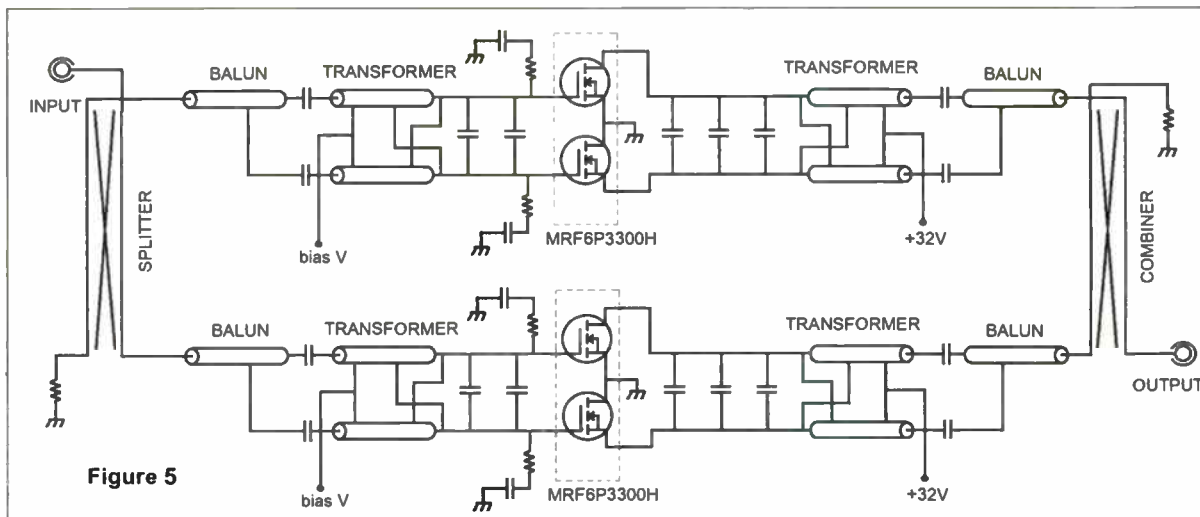 INPUT
BALUN
TRANSFORMER
TRANSFORMER
BALUN
SPLITTER
bias V
MRF6P3300H
+32V
COMBINER
BALUN
TRANSFORMER
TRANSFORMER
BALUN
OUTPUT
Figure 5
bias V
MRF6P3300H
+32V